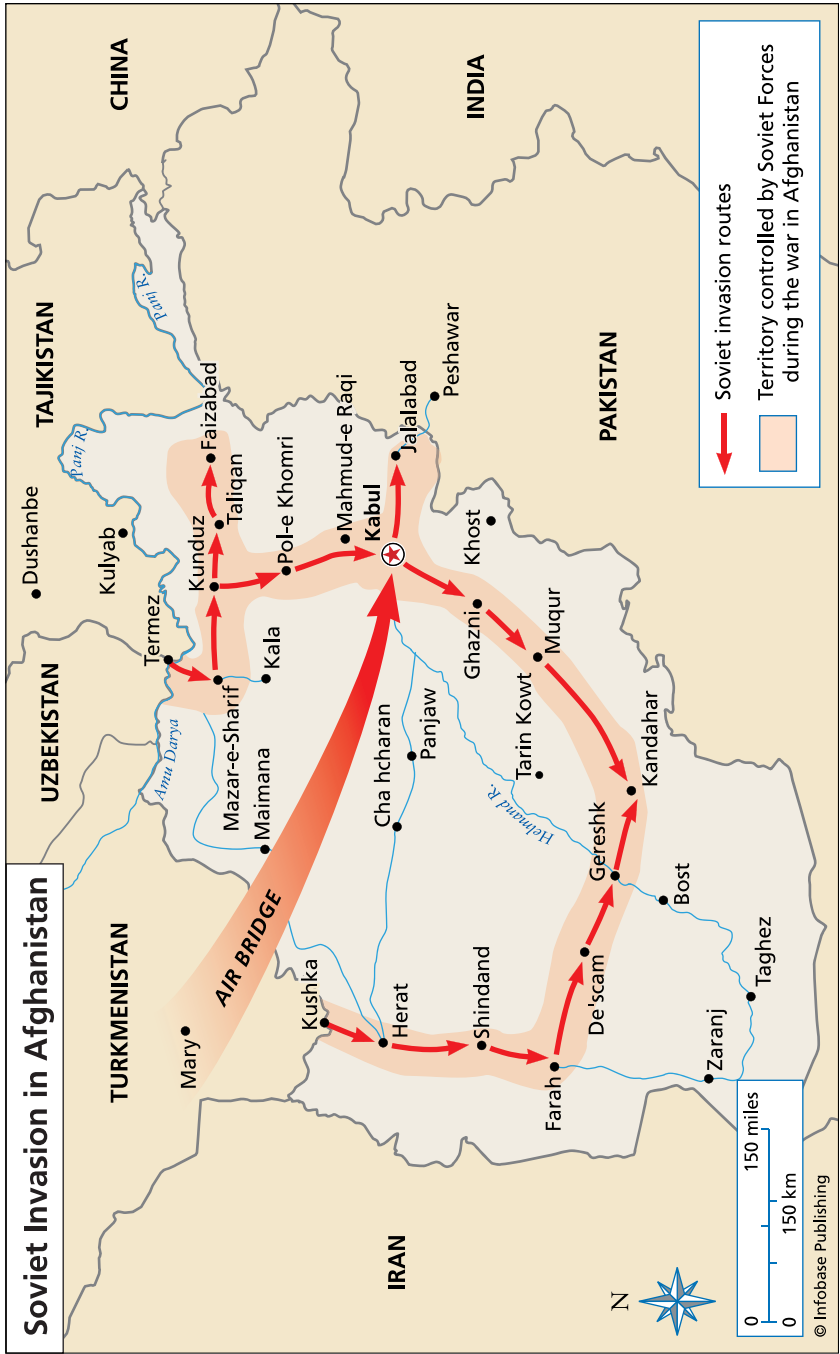 Soviet Invasion in Afghanistan
UZBEKISTAN
TAJIKISTAN
CHINA
TURKMENISTAN
Dushanbe
Kulyab
Panj R.
Panj R.
Termez
Amu Darya
Mary
Mazar-e-Sharif
Kunduz
Taliqan
Faizabad
Kala
Maimana
Pol-e Khomri
AIR BRIDGE
Mahmud-e Raqi
Kushka
Kabul
Jalalabad
Herat
Cha hcharan
Panjaw
Peshawar
IRAN
INDIA
Shindand
Ghazni
Khost
Helmand R.
Tarin Kowt
Muqur
Farah
De'scam
Gereshk
Kandahar
PAKISTAN
Bost
Zaranj
Taghez
N
0
150 miles
0
150 km
Soviet invasion routes
Territory controlled by Soviet Forces
during the war in Afghanistan
© Infobase Publishing